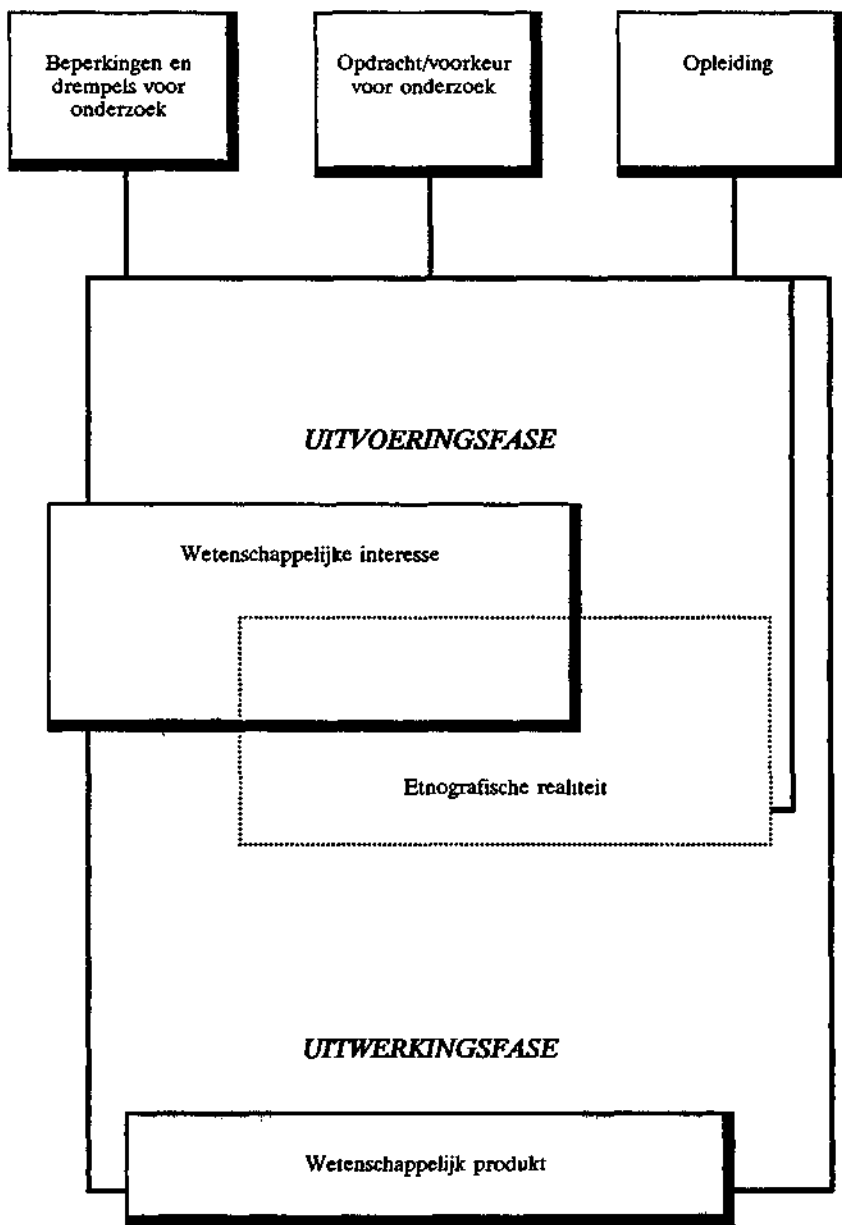 Beperkingen en
drempels voor
onderzoek
Opdracht/voorkeur
voor onderzoek
Opleiding
UITVOERINGSFASE
Wetenschappelijke interesse
Etnografische realiteit
UITWERKINGSFASE
Wetenschappelijk produkt